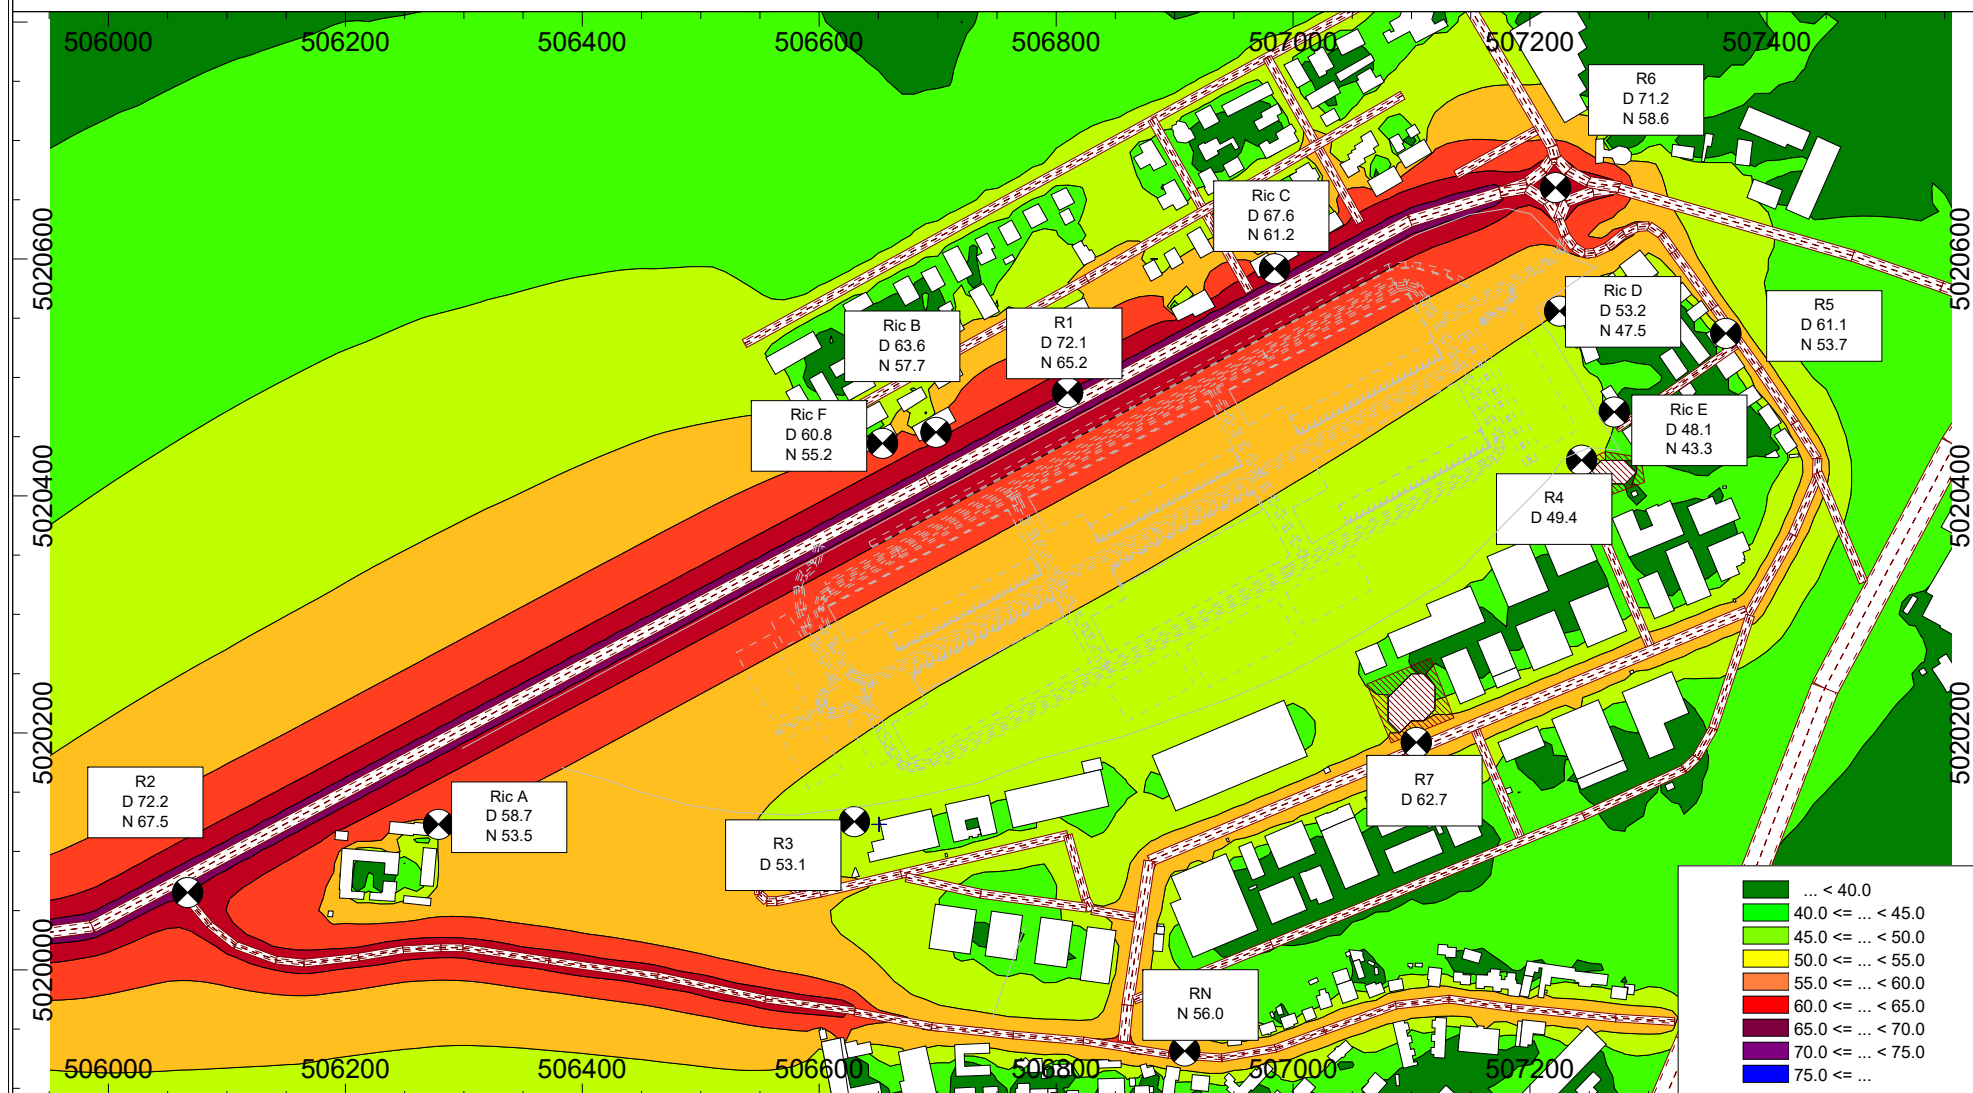 506000 506200 506400 506600 506800 507000 507200 507400
R6
D 71.2
N 58.6
Ric C
D 67.6
N 61.2
5020600
5020600
Ric D
D 53.2
N 47.5
R5
D 61.1
N 53.7
Ric B
D 63.6
N 57.7
R1
D 72.1
N 65.2
Ric F
D 60.8
N 55.2
Ric E
D 48.1
N 43.3
5020400
5020400
R4
D 49.4
5020200
5020200
R2
D 72.2
N 67.5
Ric A
D 58.7
N 53.5
R7
D 62.7
R3
D 53.1
5020000
RN
N 56.0
... < 40.0
40.0 <= ... < 45.0
45.0 <= ... < 50.0
50.0 <= ... < 55.0
55.0 <= ... < 60.0
60.0 <= ... < 65.0
65.0 <= ... < 70.0
70.0 <= ... < 75.0
75.0 <= ...
506000 506200 506400 506600 506800 507000 507200